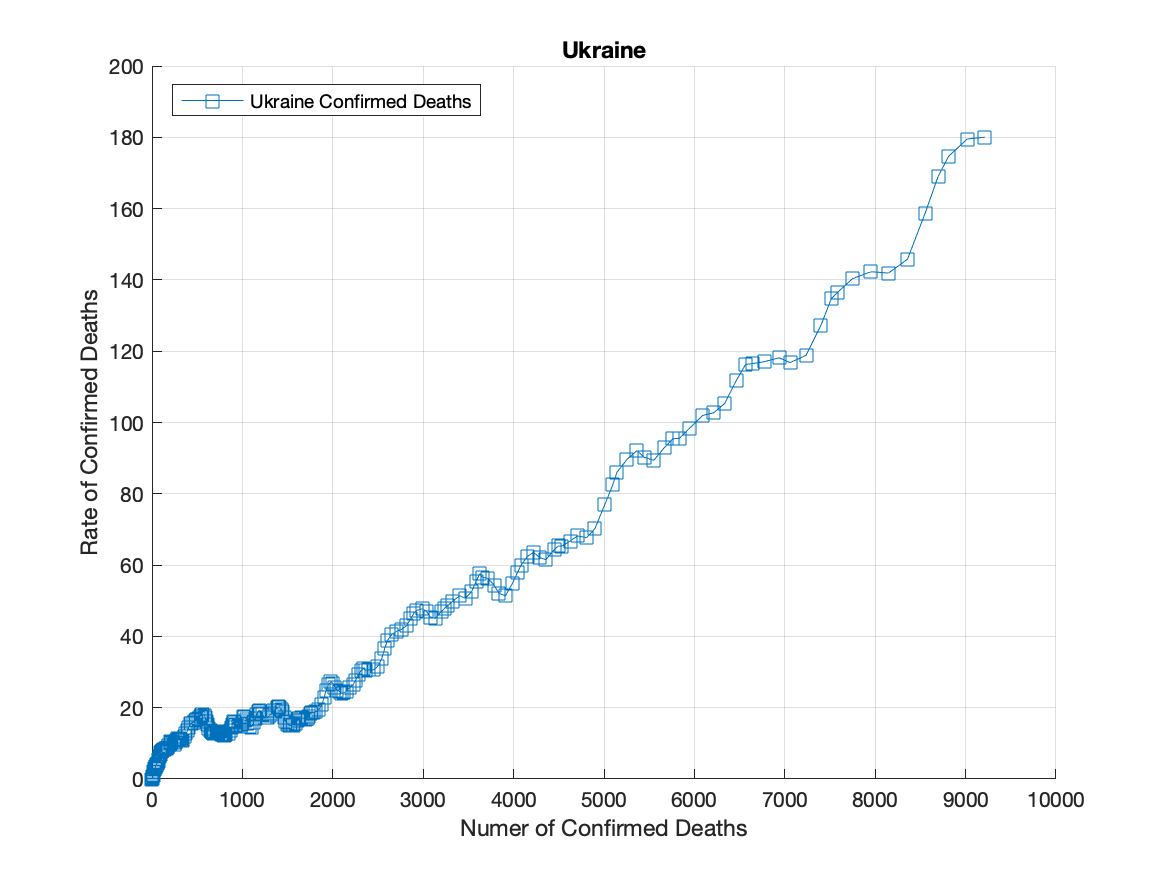 Ukraine
Ukraine Confirmed Deaths
200
180
160
140
120
100
80
60
40
20
0
Rate of Confirmed Deaths
0 1000 2000 3000 4000 5000 6000 7000 8000 9000 10000
Numer of Confirmed Deaths